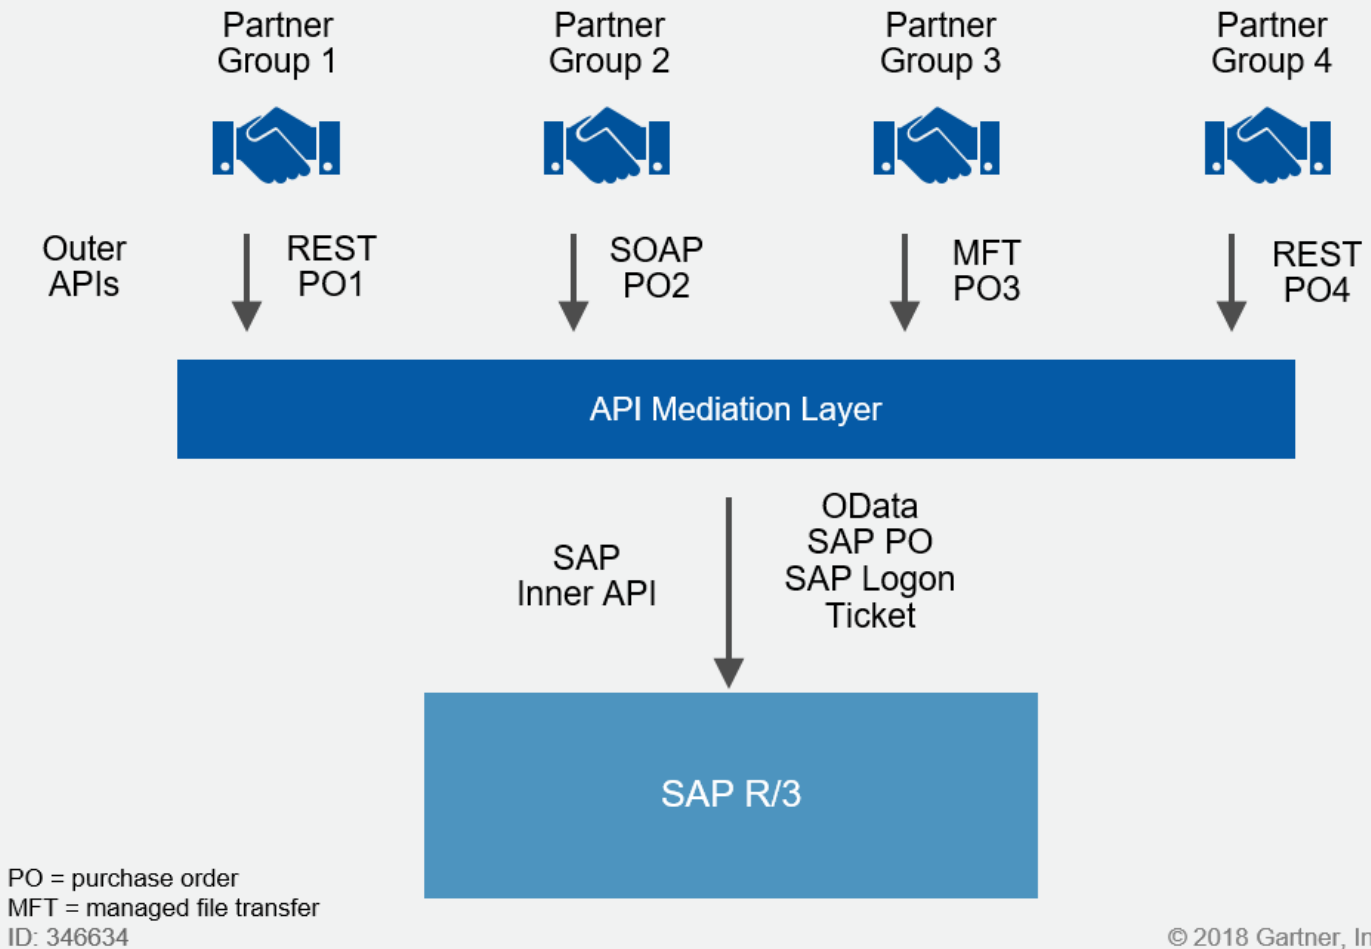 Partner
Group 1
Partner
Group 2
Partner
Group 3
Partner
Group 4
Outer
APIs
REST
PO1
SOAP
PO2
MFT
PO3
REST
PO4
API Mediation Layer
SAP
Inner API
OData
SAP PO
SAP Logon
Ticket
SAP R/3
PO = purchase order
MFT = managed file transfer
ID: 346634
© 2018 Gartner, In